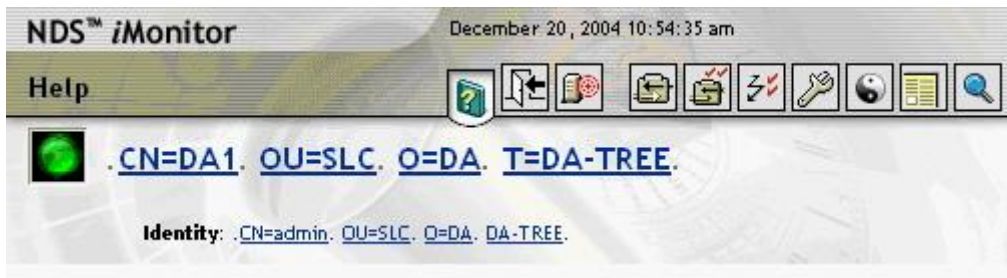 NDS™ iMonitor
December 20, 2004 10:54:35 am
Help
.CN=DA1. OU=SLC. O=DA. T=DA-TREE.
Identity: .CN=admin. OU=SLC. O=DA. DA-TREE.